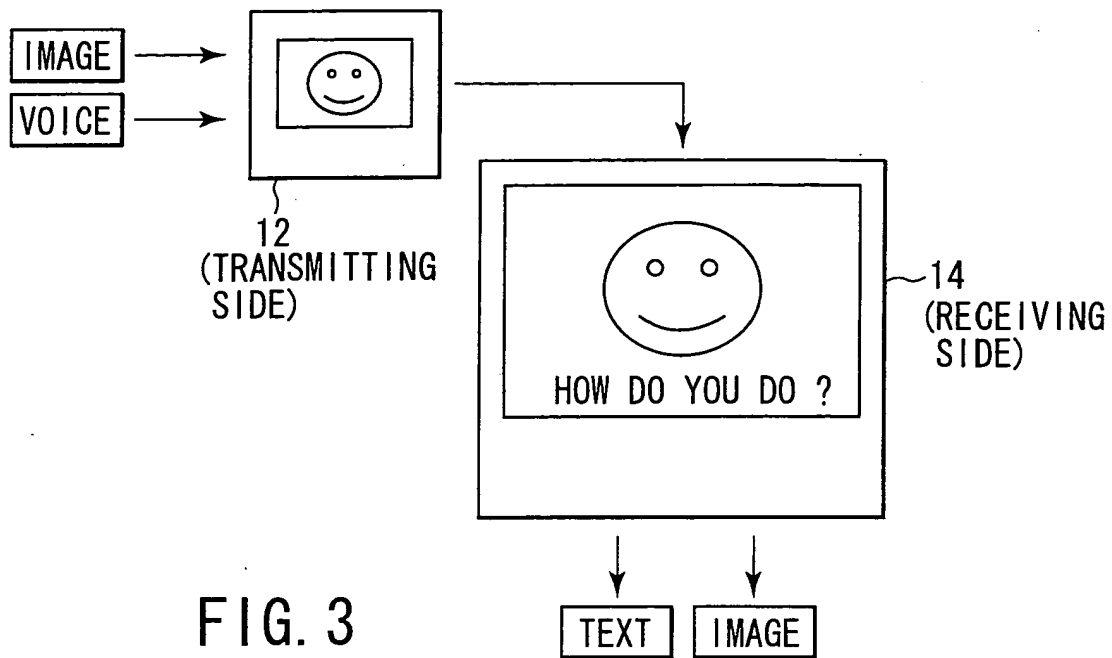 IMAGE
VOICE
12
(TRANSMITTING
SIDE)
HOW DO YOU DO ?
14
(RECEIVING
SIDE)
TEXT
IMAGE
FIG. 3